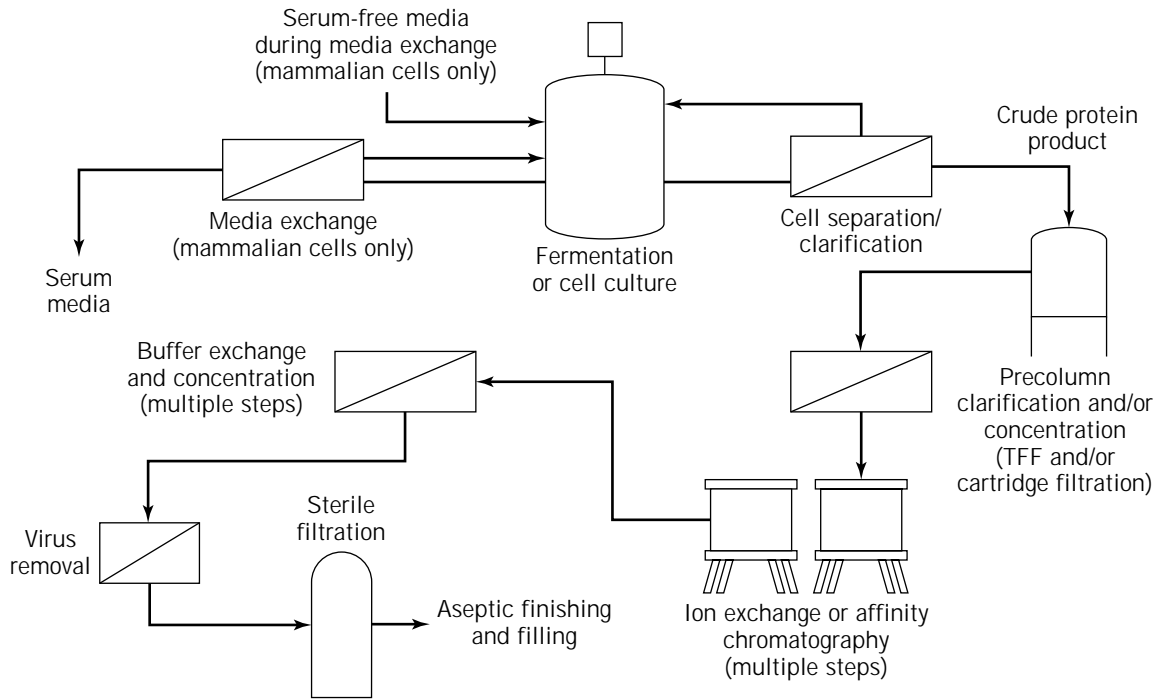 Serum-free media
during media exchange
(mammalian cells only)
Crude protein
product
Media exchange
(mammalian cells only)
Cell separation/
clarification
Fermentation
or cell culture
Serum
media
Buffer exchange
and concentration
(multiple steps)
Precolumn
clarification and/or
concentration
(TFF and/or
cartridge filtration)
Sterile
filtration
Virus
removal
Aseptic finishing
and filling
Ion exchange or affinity
chromatography
(multiple steps)